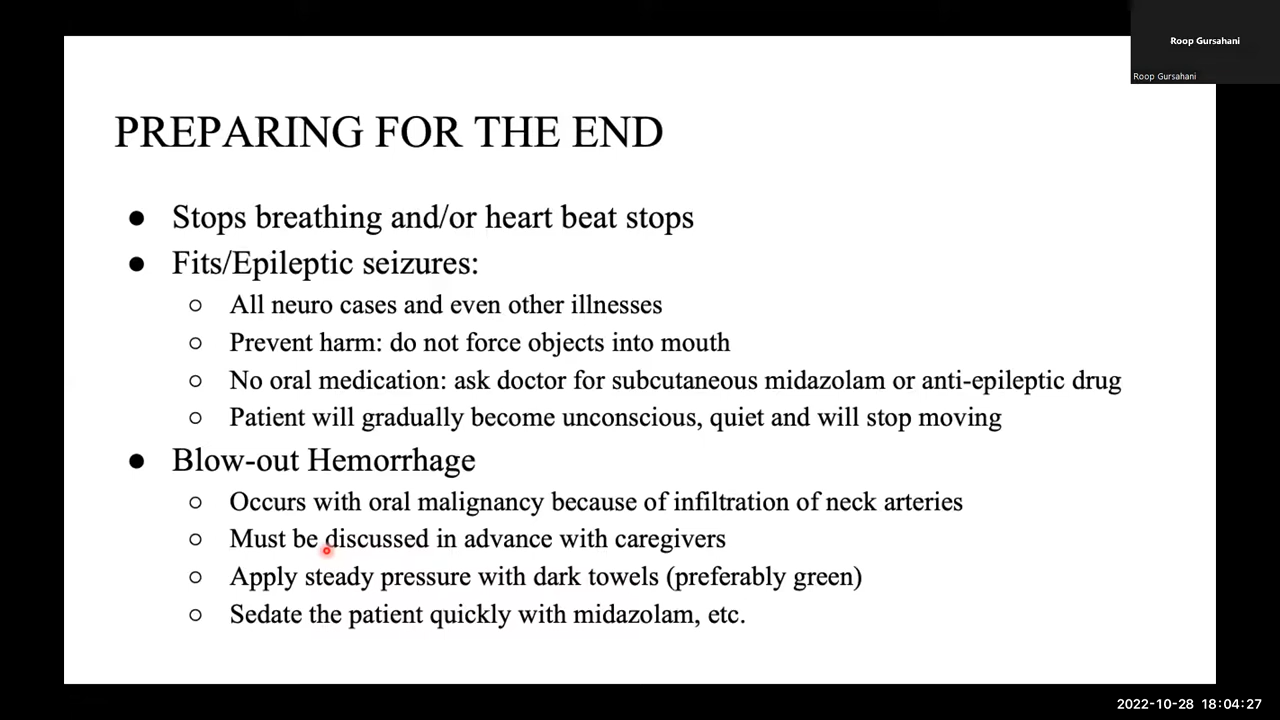 Roop Gursahani
Roop Gursahani
PREPARING FOR THE END
● Stops breathing and/or heart beat stops
● Fits/Epileptic seizures:
○ All neuro cases and even other illnesses
○ Prevent harm: do not force objects into mouth
○ No oral medication: ask doctor for subcutaneous midazolam or anti-epileptic drug
○ Patient will gradually become unconscious, quiet and will stop moving
● Blow-out Hemorrhage
○ Occurs with oral malignancy because of infiltration of neck arteries
○ Must be discussed in advance with caregivers
○ Apply steady pressure with dark towels (preferably green)
○ Sedate the patient quickly with midazolam, etc.
2022-10-28 18:04:27